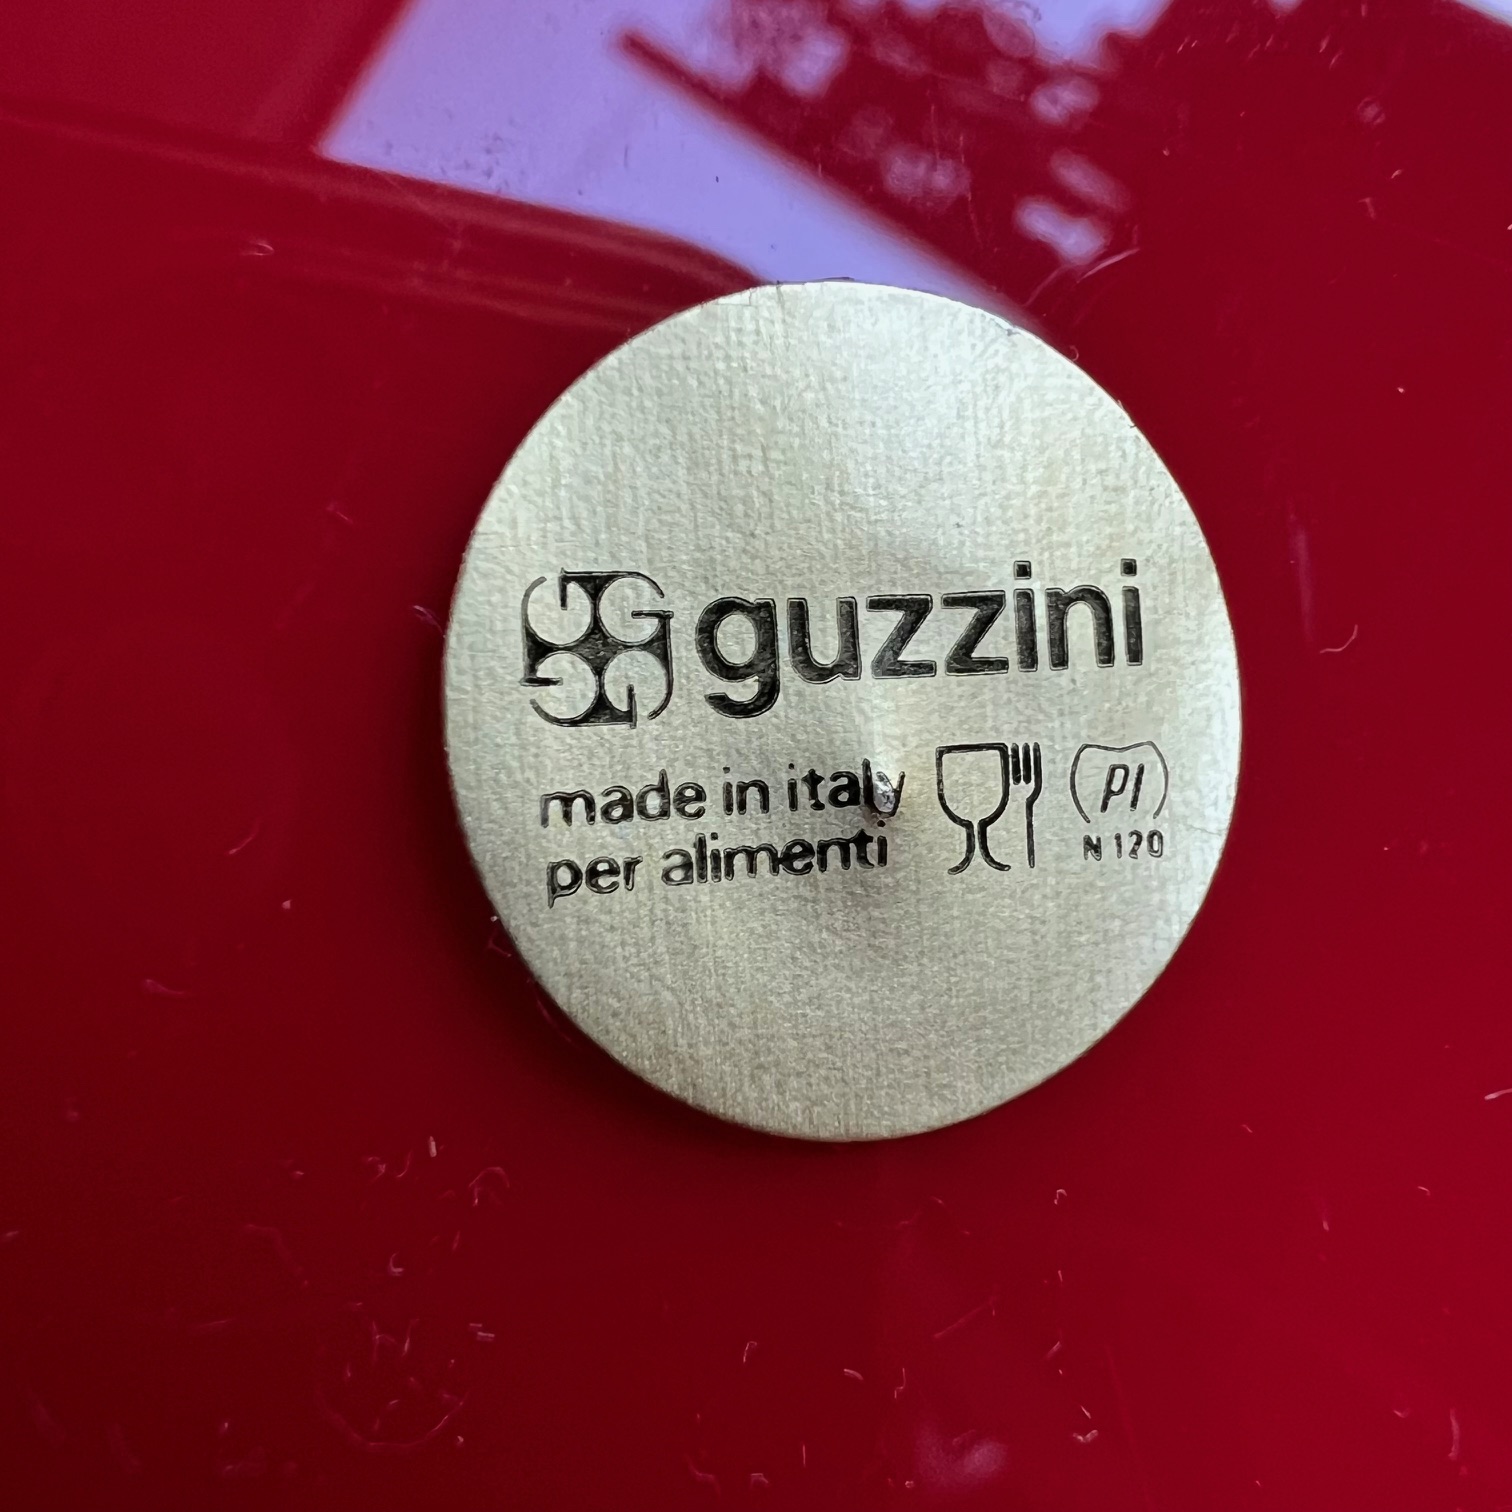 guzzini
made in italy
per alimenti
PI
N 120